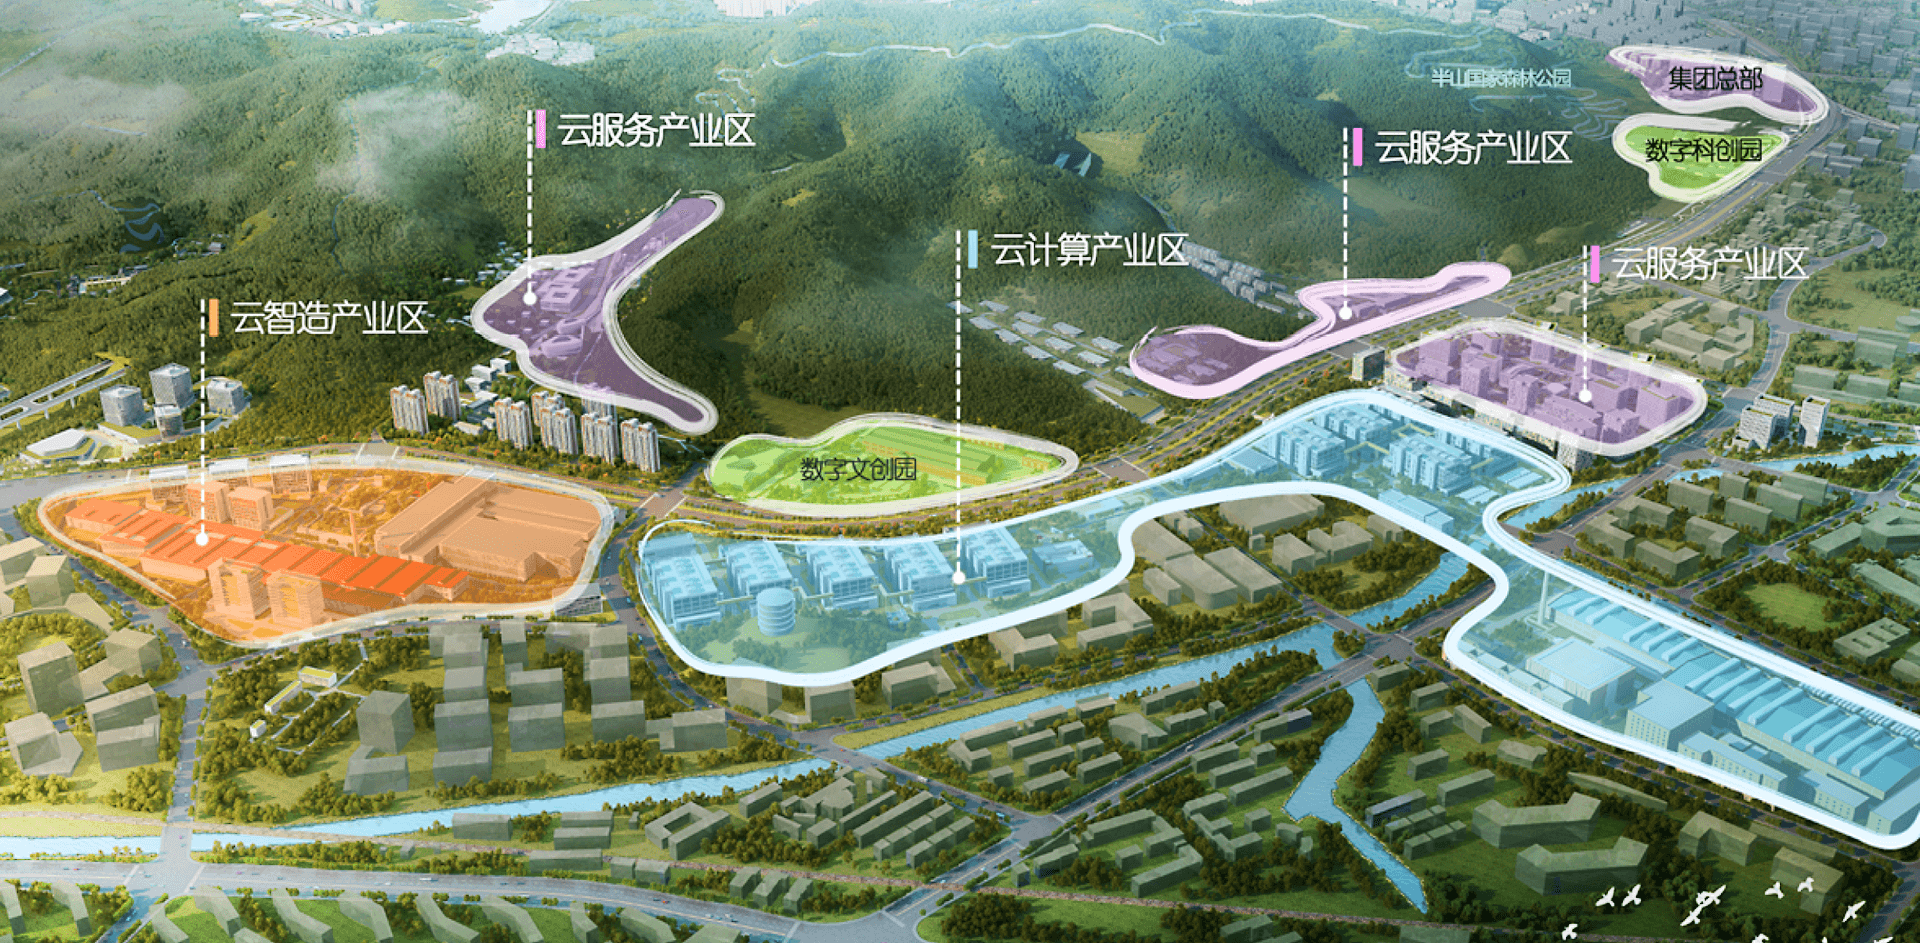 半山国家森林公园
集团总部
云服务产业区
云服务产业区
数字科创园
云计算产业区
云服务产业区
云智造产业区
数字文创园